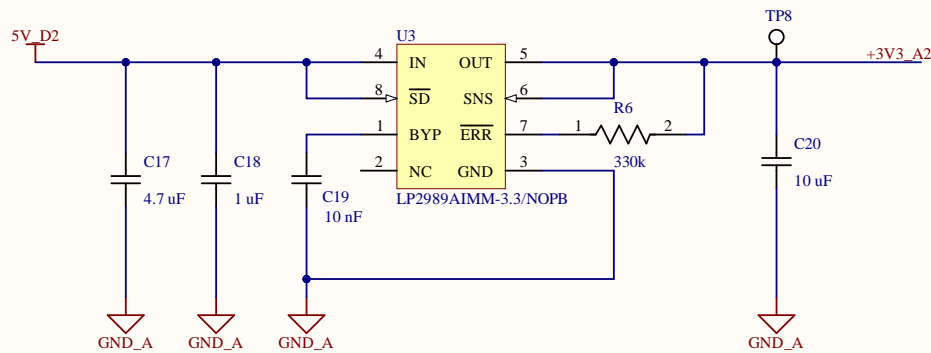 TP8
5V_D2
U3
+3V3_A2
4
IN
OUT
5
8
SD
SNS
6
R6
1
BYP
ERR
7
1
2
C17
C18
2
NC
GND
3
330k
C20
4.7 uF
1 uF
C19
LP2989AIMM-3.3/NOPB
10 uF
10 nF
GND_A
GND_A
GND_A
GND_A